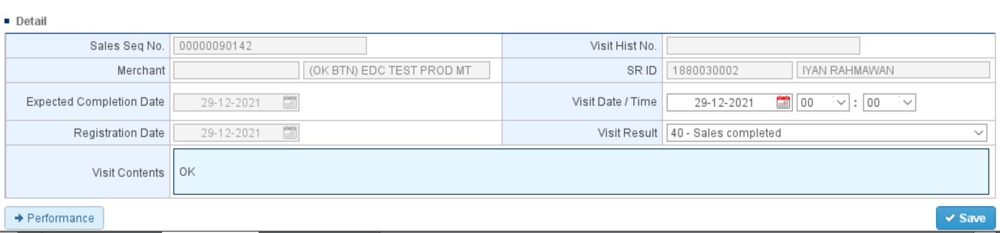 Detail
Sales Seq No. 00000090142 Visit Hist No.
Merchant (OK BTN) EDC TEST PROD MT SR ID 1880030002 IYAN RAHMAWAN
Expected Completion Date 29-12-2021 Visit Date / Time 29-12-2021 00 : 00
Registration Date 29-12-2021 Visit Result 40 - Sales completed
Visit Contents OK
Performance Save